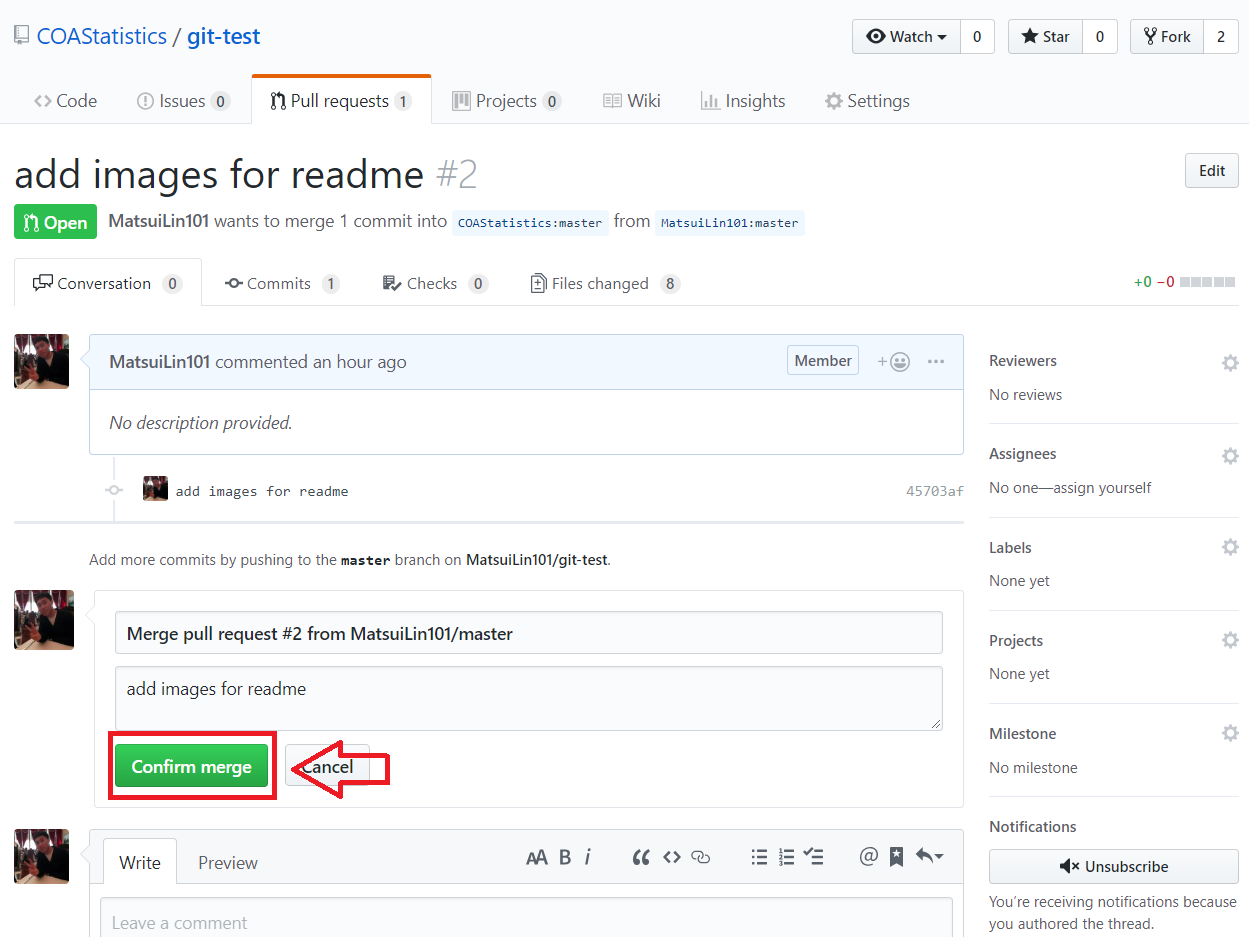 COAStatistics / git-test
Watch 0 Star 0 Fork 2
Code Issues 0 Pull requests 1 Projects 0 Wiki Insights Settings
add images for readme #2
Edit
Open MatsuiLin101 wants to merge 1 commit into COAStatistics:master from MatsuiLin101:master
Conversation 0 Commits 1 Checks 0 Files changed 8
+0 −0
MatsuiLin101 commented an hour ago
Member
No description provided.
add images for readme 45703af
Add more commits by pushing to the master branch on MatsuiLin101/git-test.
Merge pull request #2 from MatsuiLin101/master
add images for readme
Confirm merge Cancel
Write Preview
AA B i
Leave a comment
Reviewers
No reviews
Assignees
No one—assign yourself
Labels
None yet
Projects
None yet
Milestone
No milestone
Notifications
Unsubscribe
You're receiving notifications because
you authored the thread.